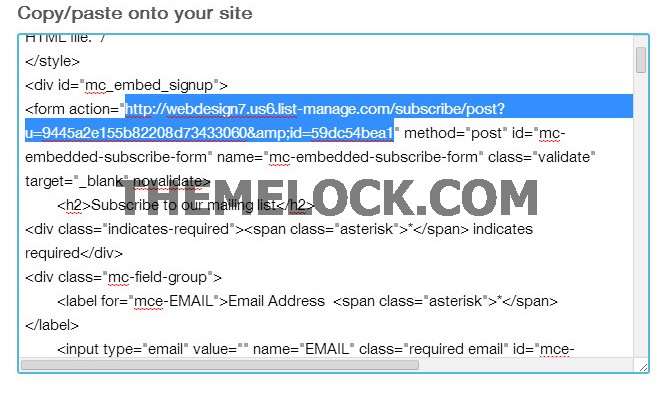 Copy/paste onto your site
HTML file. */
</style>
<div id="mc_embed_signup">
<form action="http://webdesign7.us6.list-manage.com/subscribe/post?
u=9445a2e155b82208d73433060&amp;id=59dc54bea1" method="post" id="mc-
embedded-subscribe-form" name="mc-embedded-subscribe-form" class="validate"
target="_blank" novalidate>
<h2>Subscribe to our mailing list</h2>
THEMELOCK.COM
<div class="indicates-required"><span class="asterisk">*</span> indicates
required</div>
<div class="mc-field-group">
<label for="mce-EMAIL">Email Address  <span class="asterisk">*</span>
</label>
<input type="email" value="" name="EMAIL" class="required email" id="mce-